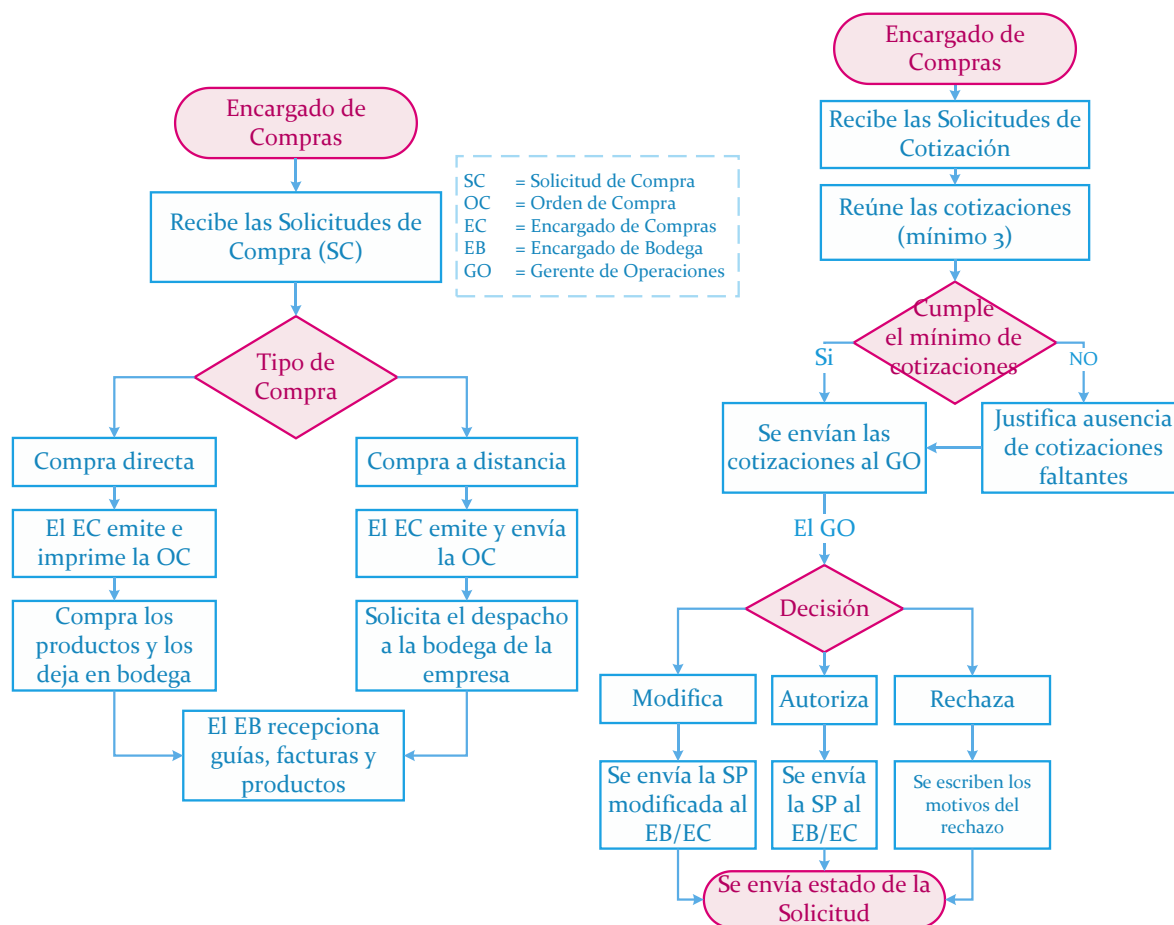 Encargado de
Compras
Recibe las Solicitudes de
Compra (SC)
SC = Solicitud de Compra
OC = Orden de Compra
EC = Encargado de Compras
EB = Encargado de Bodega
GO = Gerente de Operaciones
Tipo de
Compra
Compra directa
Compra a distancia
El EC emite e
imprime la OC
El EC emite y envía
la OC
Compra los
productos y los
deja en bodega
Solicita el despacho
a la bodega de la
empresa
El EB recepciona
guías, facturas y
productos
Encargado de
Compras
Recibe las Solicitudes de
Cotización
Reúne las cotizaciones
(mínimo 3)
Cumple
el mínimo de
cotizaciones
Si
NO
Se envían las
cotizaciones al GO
Justifica ausencia
de cotizaciones
faltantes
El GO
Decisión
Modifica
Autoriza
Rechaza
Se envía la SP
modificada al
EB/EC
Se envía
la SP al
EB/EC
Se escriben los
motivos del
rechazo
Se envía estado de la
Solicitud